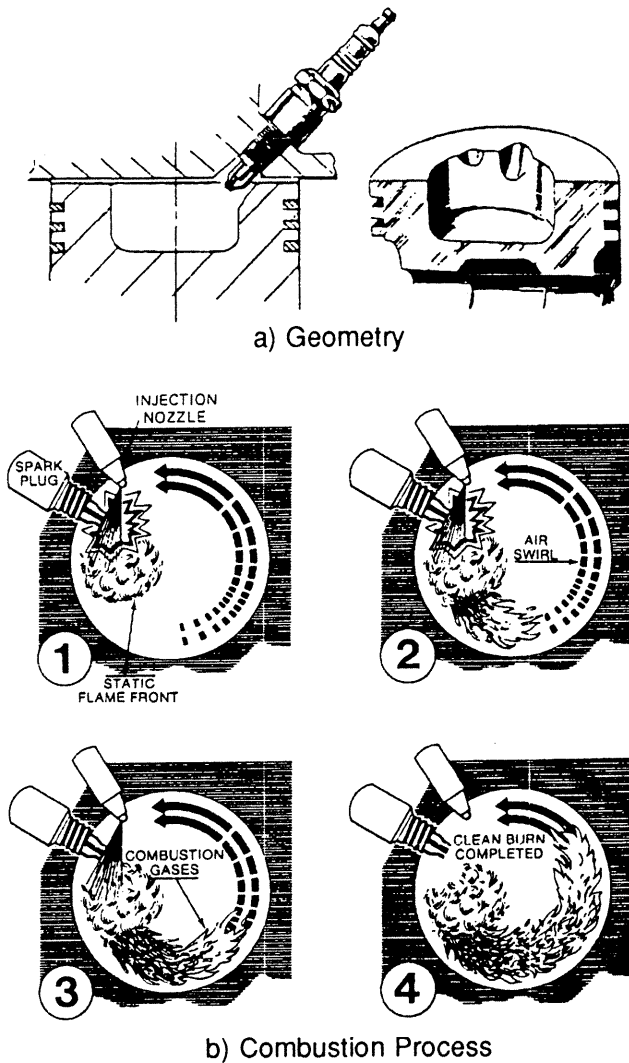 a) Geometry
INJECTION
NOZZLE
SPARK
PLUG
1
STATIC
FLAME FRONT
AIR
SWIRL
2
COMBUSTION
GASES
3
CLEAN BURN
COMPLETED
4
b) Combustion Process